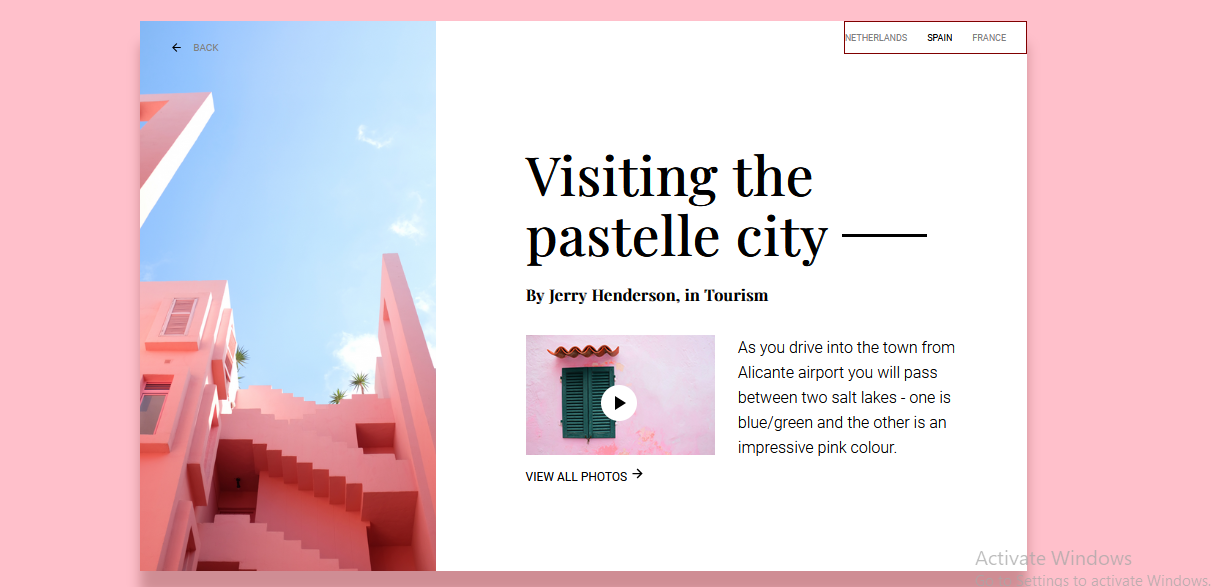 BACK
NETHERLANDS SPAIN FRANCE
Visiting the
pastelle city
By Jerry Henderson, in Tourism
As you drive into the town from
Alicante airport you will pass
between two salt lakes - one is
blue/green and the other is an
impressive pink colour.
VIEW ALL PHOTOS
Activate Windows
Settings to activate Windows.